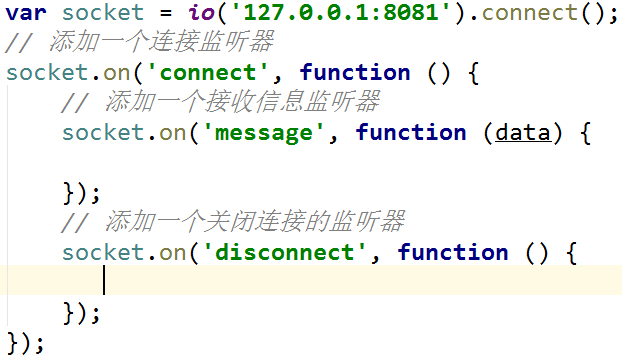 var socket = io('127.0.0.1:8081').connect();
// 添加一个连接监听器
socket.on('connect', function () {
    // 添加一个接收信息监听器
    socket.on('message', function (data) {
    });
    // 添加一个关闭连接的监听器
    socket.on('disconnect', function () {
    });
});